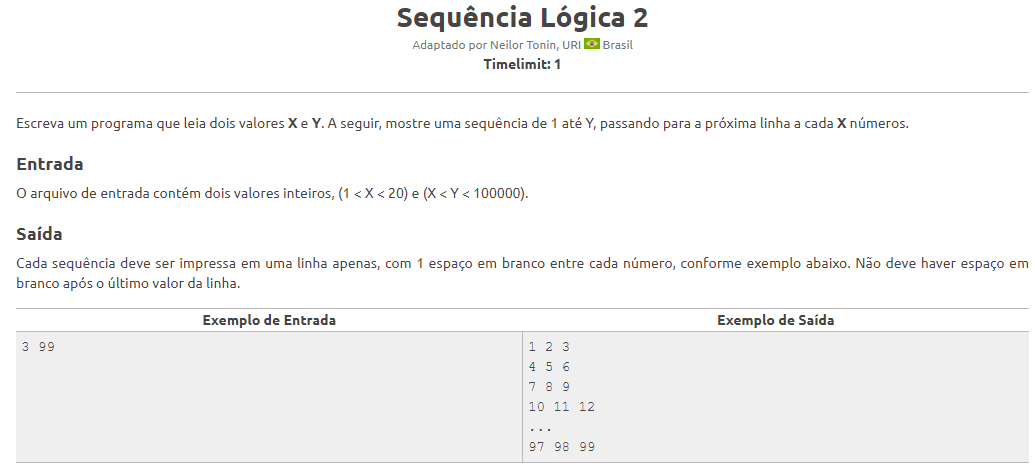 Sequência Lógica 2
Adaptado por Neilor Tonin, URI Brasil
Timelimit: 1
Escreva um programa que leia dois valores X e Y. A seguir, mostre uma sequência de 1 até Y, passando para a próxima linha a cada X números.
Entrada
O arquivo de entrada contém dois valores inteiros, (1 < X < 20) e (X < Y < 100000).
Saída
Cada sequência deve ser impressa em uma linha apenas, com 1 espaço em branco entre cada número, conforme exemplo abaixo. Não deve haver espaço em
branco após o último valor da linha.
Exemplo de Entrada
Exemplo de Saída
3 99
1 2 3
4 5 6
7 8 9
10 11 12
...
97 98 99